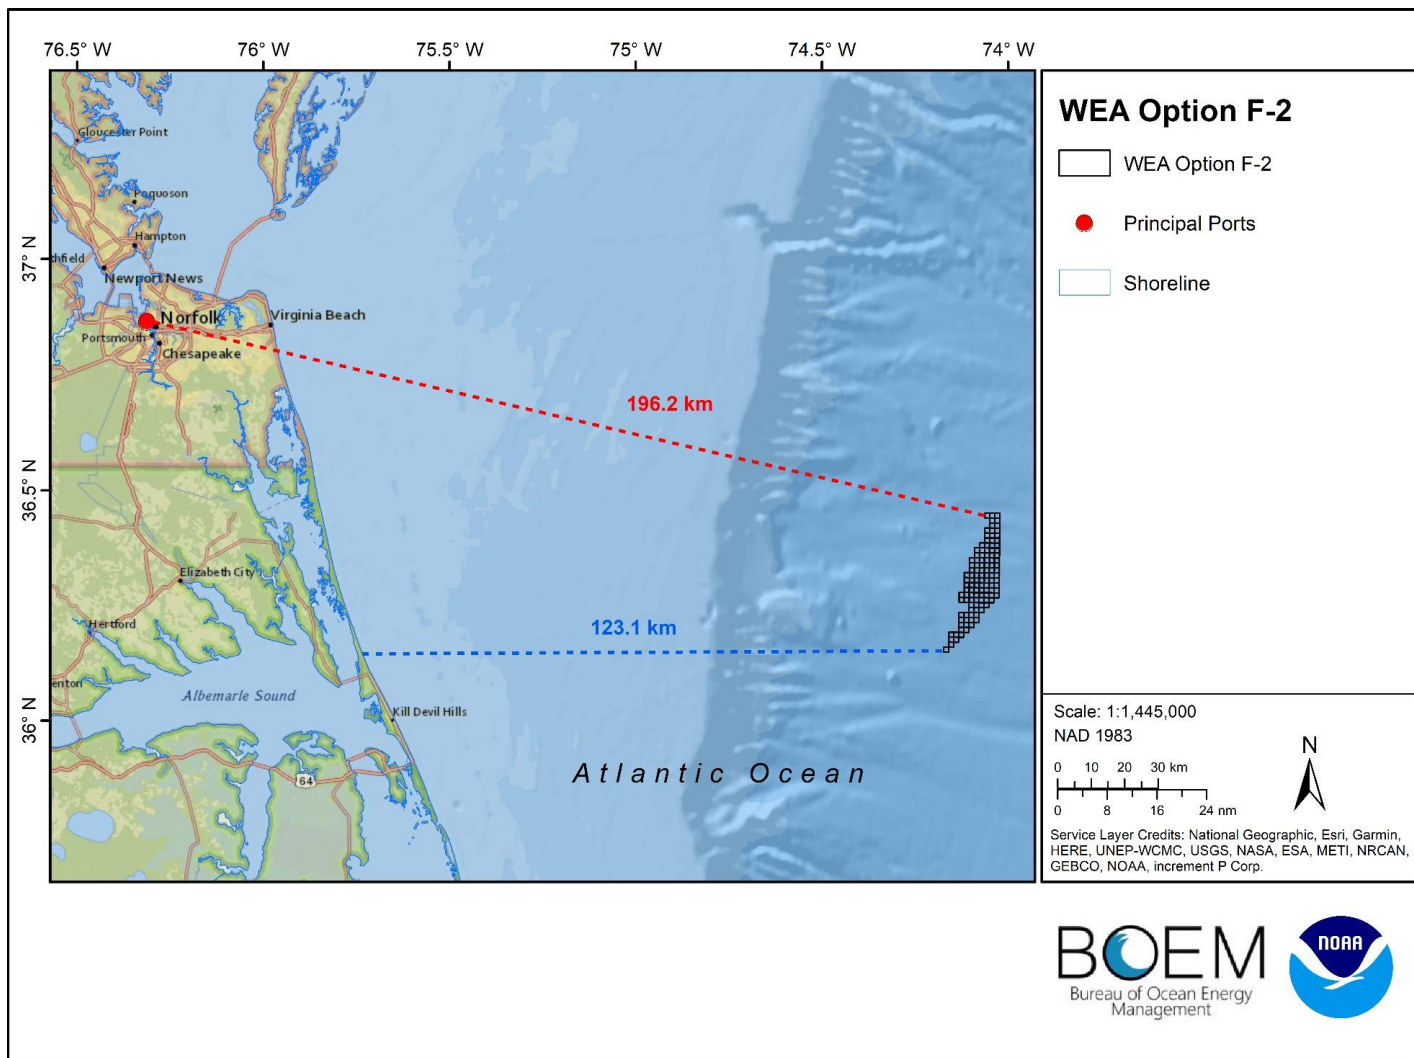 76.5° W 76° W 75.5° W 75° W 74.5° W 74° W
37° N
36.5° N
36° N
Gloucester Point
Poquoson
Hampton
hfield
Newport News
Norfolk
Virginia Beach
Portsmouth
Chesapeake
196.2 km
Elizabeth City
Hertford
123.1 km
enton
Albemarle Sound
Kill Devil Hills
64
Atlantic Ocean
WEA Option F-2
WEA Option F-2
Principal Ports
Shoreline
Scale: 1:1,445,000
NAD 1983
N
0 10 20 30 km
0 8 16 24 nm
Service Layer Credits: National Geographic, Esri, Garmin,
HERE, UNEP-WCMC, USGS, NASA, ESA, METI, NRCAN,
GEBCO, NOAA, increment P Corp.
BOEM
Bureau of Ocean Energy
Management
NOAA